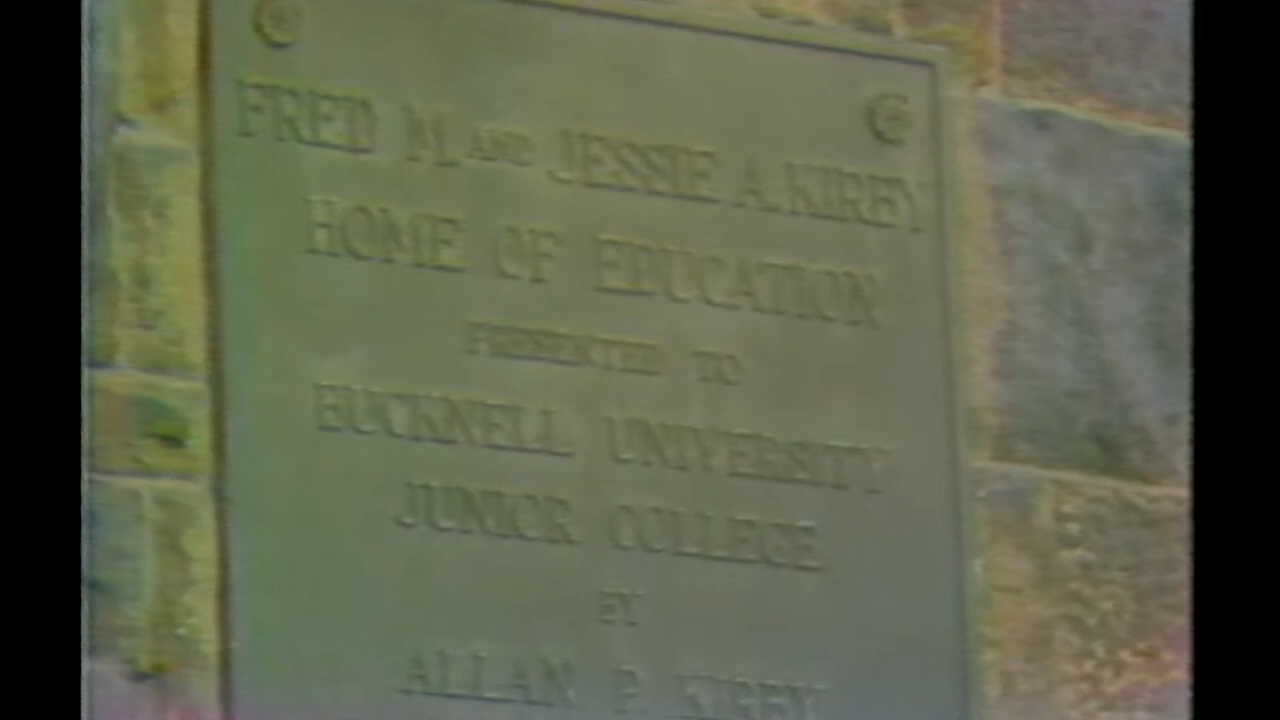 FRED M. AND JESSIE A. KIRBY
HOME OF EDUCATION
PRESENTED TO
BUCKNELL UNIVERSITY
JUNIOR COLLEGE
BY
ALLAN P. KIRBY